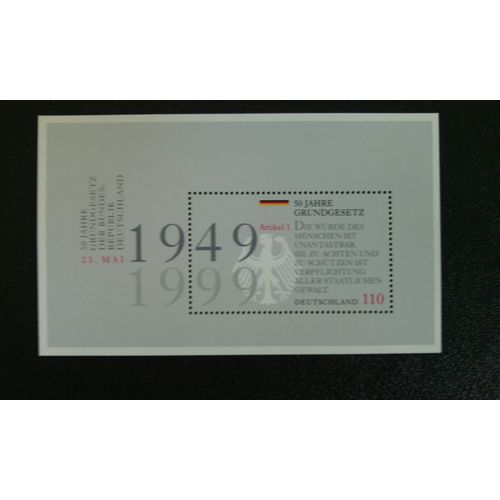 50 JAHRE
GRUNDGESETZ
DER BUNDES-
REPUBLIK
DEUTSCHLAND
23. MAI
1949
1999
50 JAHRE
GRUNDGESETZ
Artikel 1
DIE WÜRDE DES
MENSCHEN IST
UNANTASTBAR.
SIE ZU ACHTEN UND
ZU SCHÜTZEN IST
VERPFLICHTUNG
ALLER STAATLICHEN
GEWALT.
DEUTSCHLAND 110